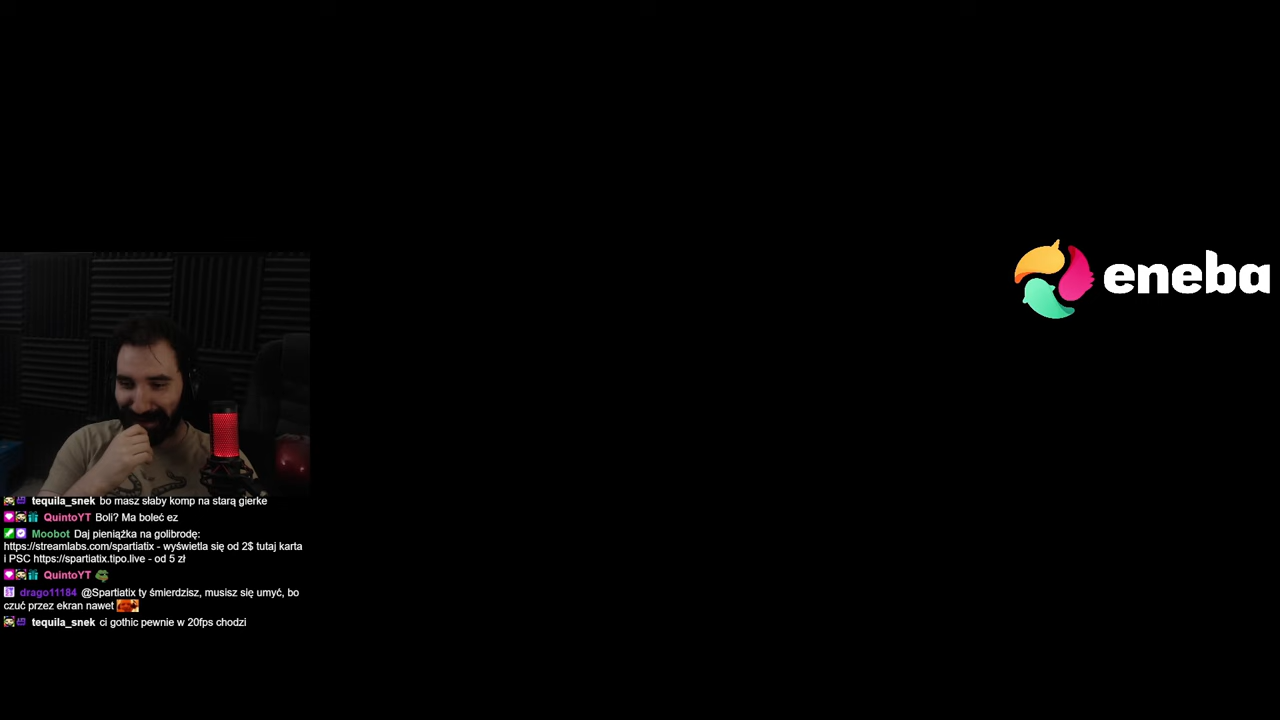 eneba
tequila_snek bo masz słaby komp na starą gierke
QuintoYT Boli? Ma boleć ez
Moobot Daj pieniążka na golibrodę:
https://streamlabs.com/spartiatix - wyświetla się od 2$ tutaj karta
i PSC https://spartiatix.tipo.live - od 5 zł
QuintoYT
drago11184 @Spartiatix ty śmierdzisz, musisz się umyć, bo
czuć przez ekran nawet
tequila_snek ci gothic pewnie w 20fps chodzi